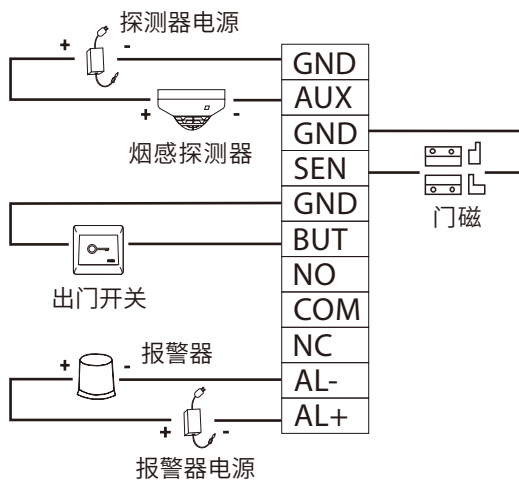 探测器电源
+ -
GND
AUX
+ -
烟感探测器
GND
SEN
门磁
GND
BUT
出门开关
NO
COM
NC
报警器
+ -
AL-
AL+
+ -
报警器电源